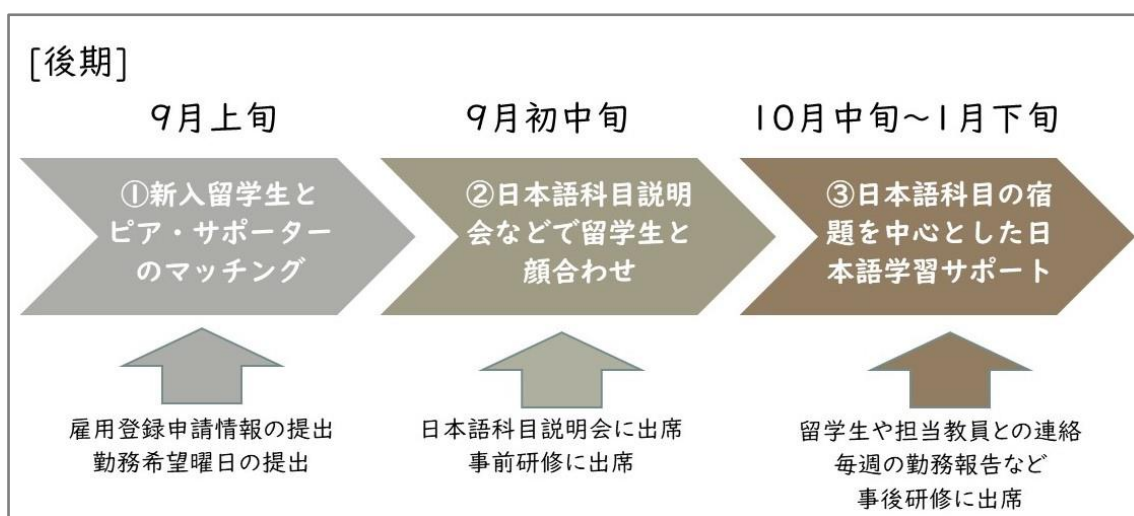 [後期]
9月上旬
9月初中旬
10月中旬～1月下旬
①新入留学生と
ピア・サポーター
のマッチング
②日本語科目説明
会などで留学生と
顔合わせ
③日本語科目の宿
題を中心とした日
本語学習サポート
雇用登録申請情報の提出
勤務希望曜日の提出
日本語科目説明会に出席
事前研修に出席
留学生や担当教員との連絡
毎週の勤務報告など
事後研修に出席